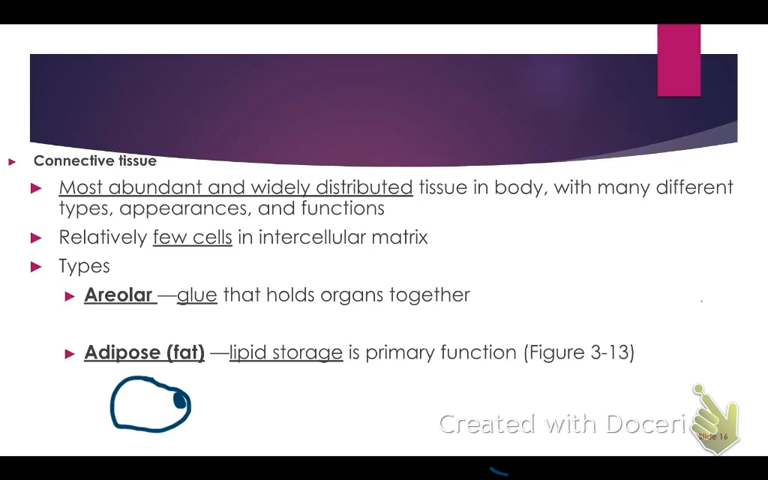 Connective tissue
Most abundant and widely distributed tissue in body, with many different
types, appearances, and functions
Relatively few cells in intercellular matrix
Types
Areolar —glue that holds organs together
Adipose (fat) —lipid storage is primary function (Figure 3-13)
Created with Doceri
Slide 16